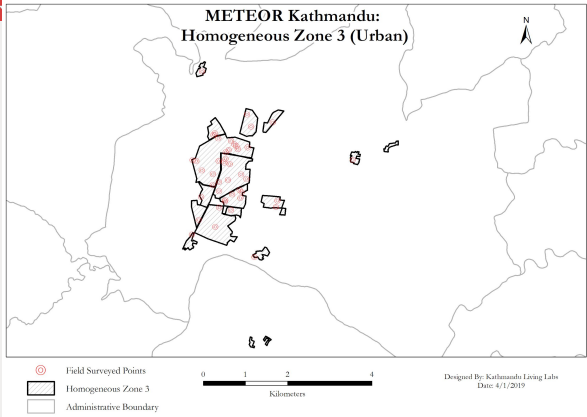 METEOR Kathmandu:
Homogeneous Zone 3 (Urban)
N
Field Surveyed Points
Homogeneous Zone 3
Administrative Boundary
0 1 2 4
Kilometers
Designed By: Kathmandu Living Labs
Date: 4/1/2019